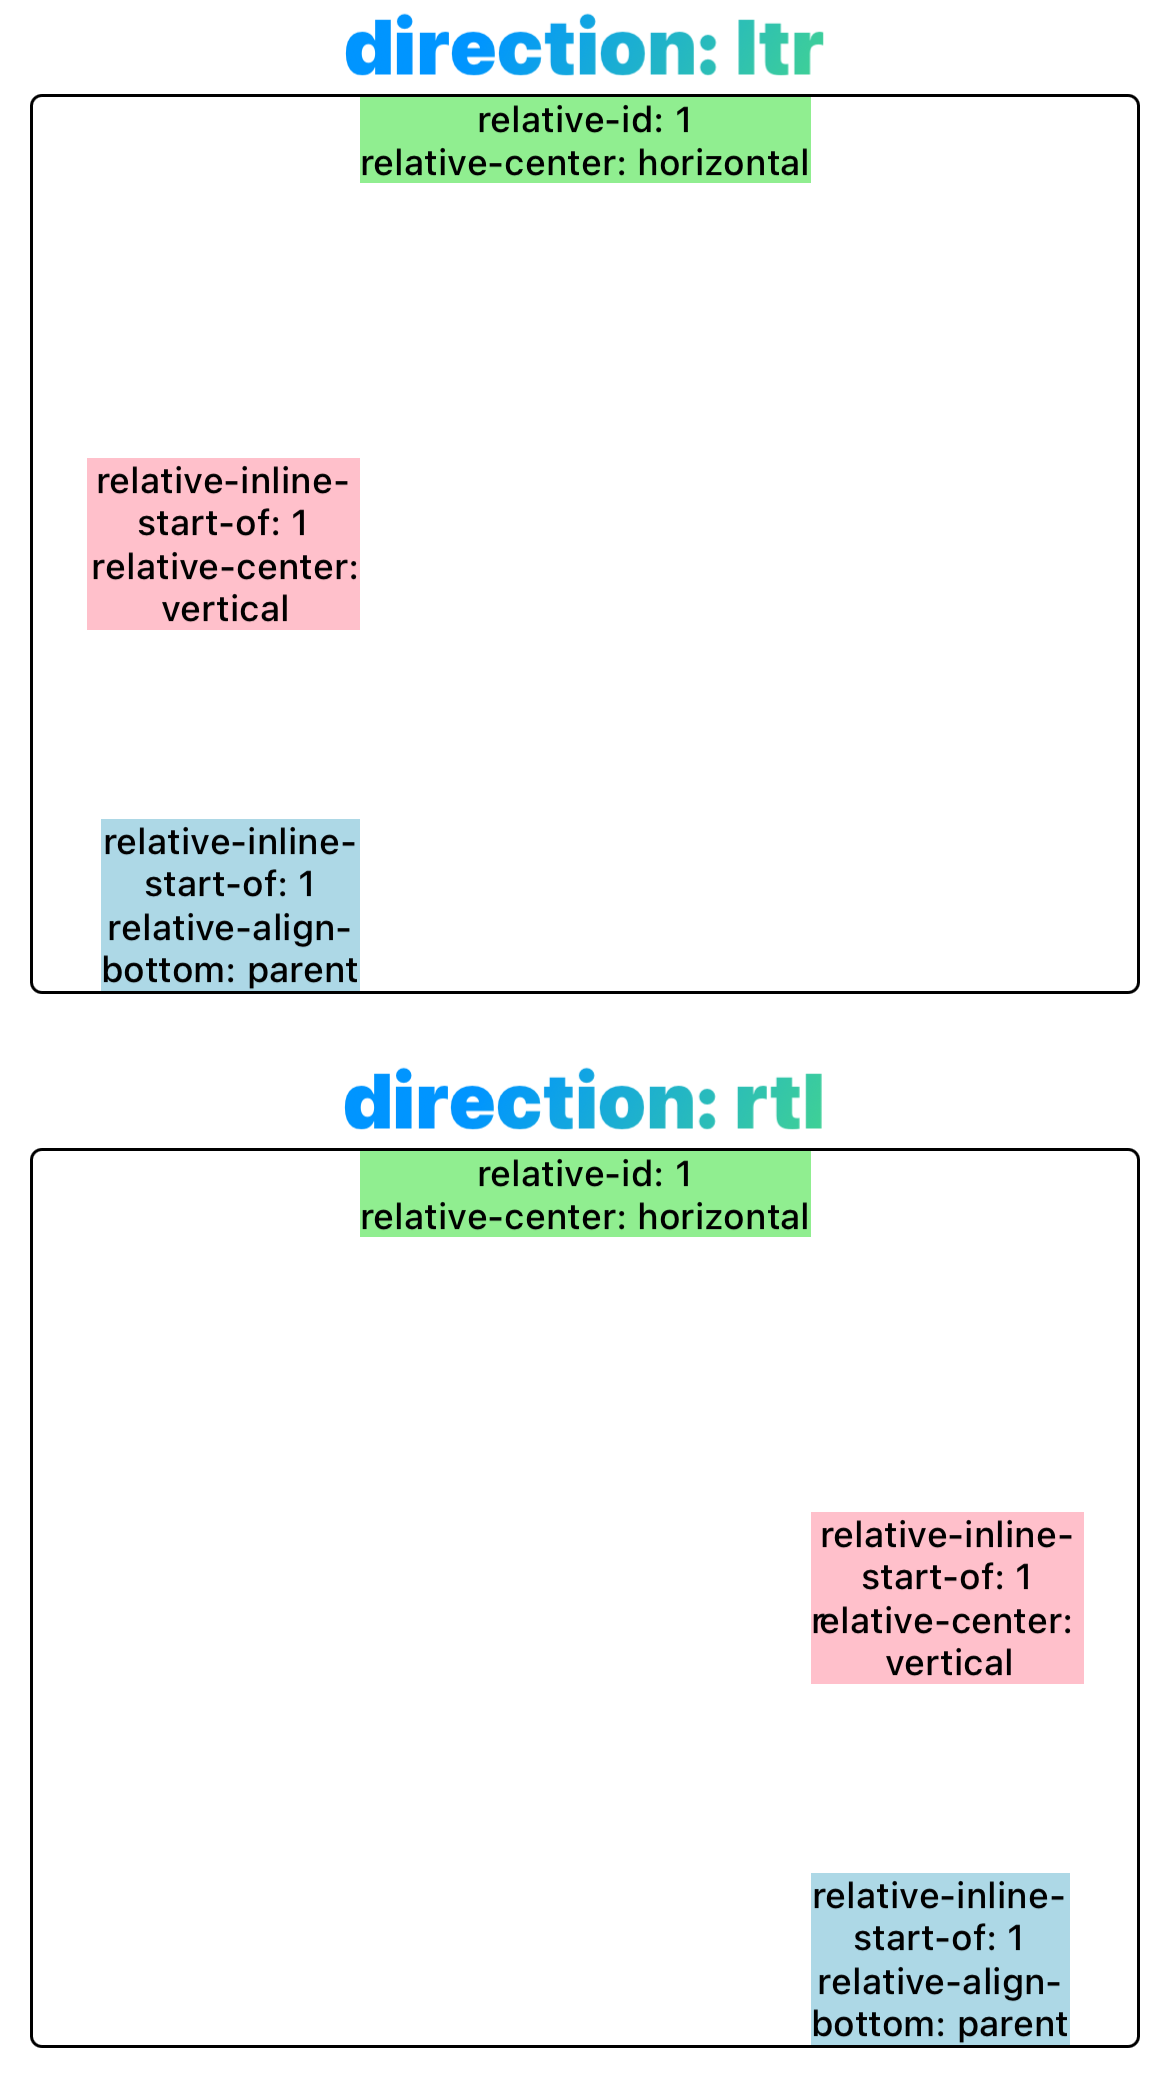 direction: ltr
relative-id: 1
relative-center: horizontal
relative-inline-
start-of: 1
relative-center:
vertical
relative-inline-
start-of: 1
relative-align-
bottom: parent
direction: rtl
relative-id: 1
relative-center: horizontal
relative-inline-
start-of: 1
relative-center:
vertical
relative-inline-
start-of: 1
relative-align-
bottom: parent